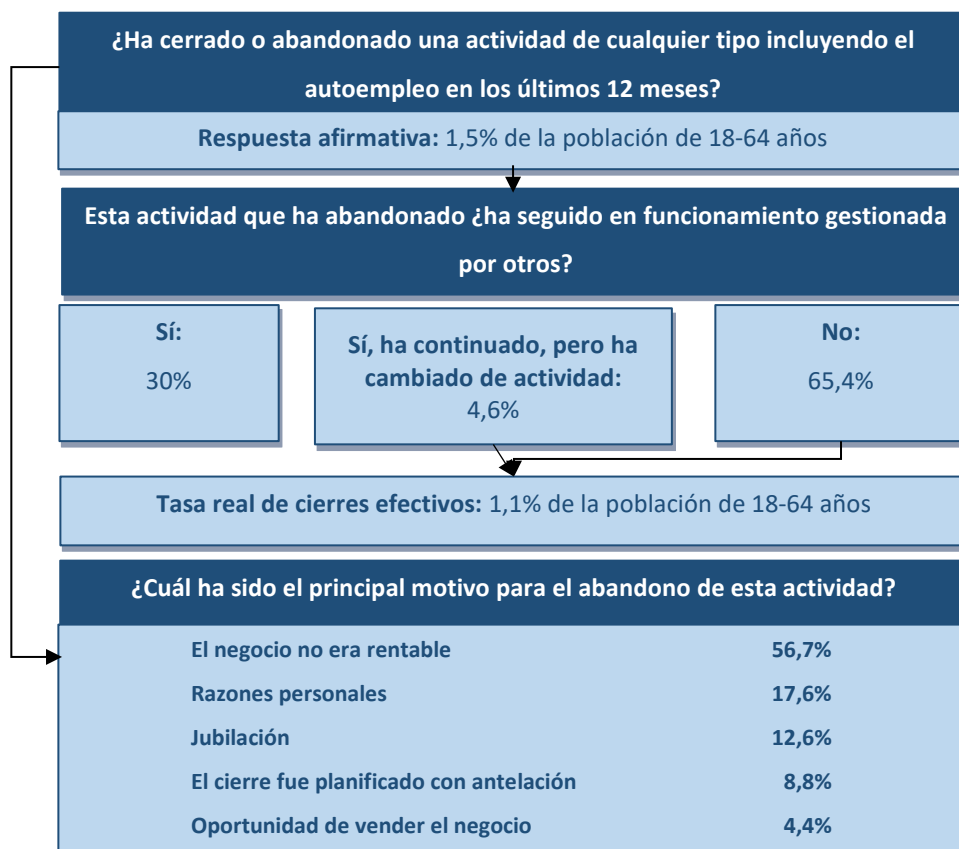 ¿Ha cerrado o abandonado una actividad de cualquier tipo incluyendo el
autoempleo en los últimos 12 meses?
Respuesta afirmativa: 1,5% de la población de 18-64 años
Esta actividad que ha abandonado ¿ha seguido en funcionamiento gestionada
por otros?
Sí:
30%
Sí, ha continuado, pero ha
cambiado de actividad:
4,6%
No:
65,4%
Tasa real de cierres efectivos: 1,1% de la población de 18-64 años
¿Cuál ha sido el principal motivo para el abandono de esta actividad?
El negocio no era rentable 56,7%
Razones personales 17,6%
Jubilación 12,6%
El cierre fue planificado con antelación 8,8%
Oportunidad de vender el negocio 4,4%